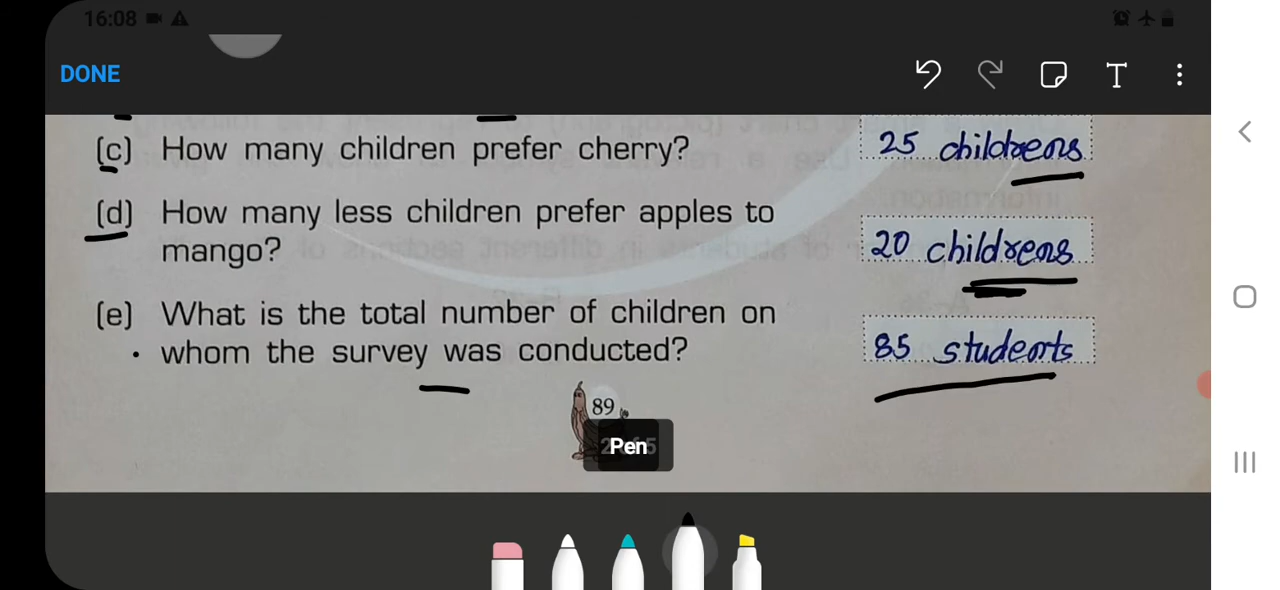 16:08
DONE
T
(c) How many children prefer cherry? 25 childrens
(d) How many less children prefer apples to
mango? 20 childrens
(e) What is the total number of children on
whom the survey was conducted? 85 students
89
Pen